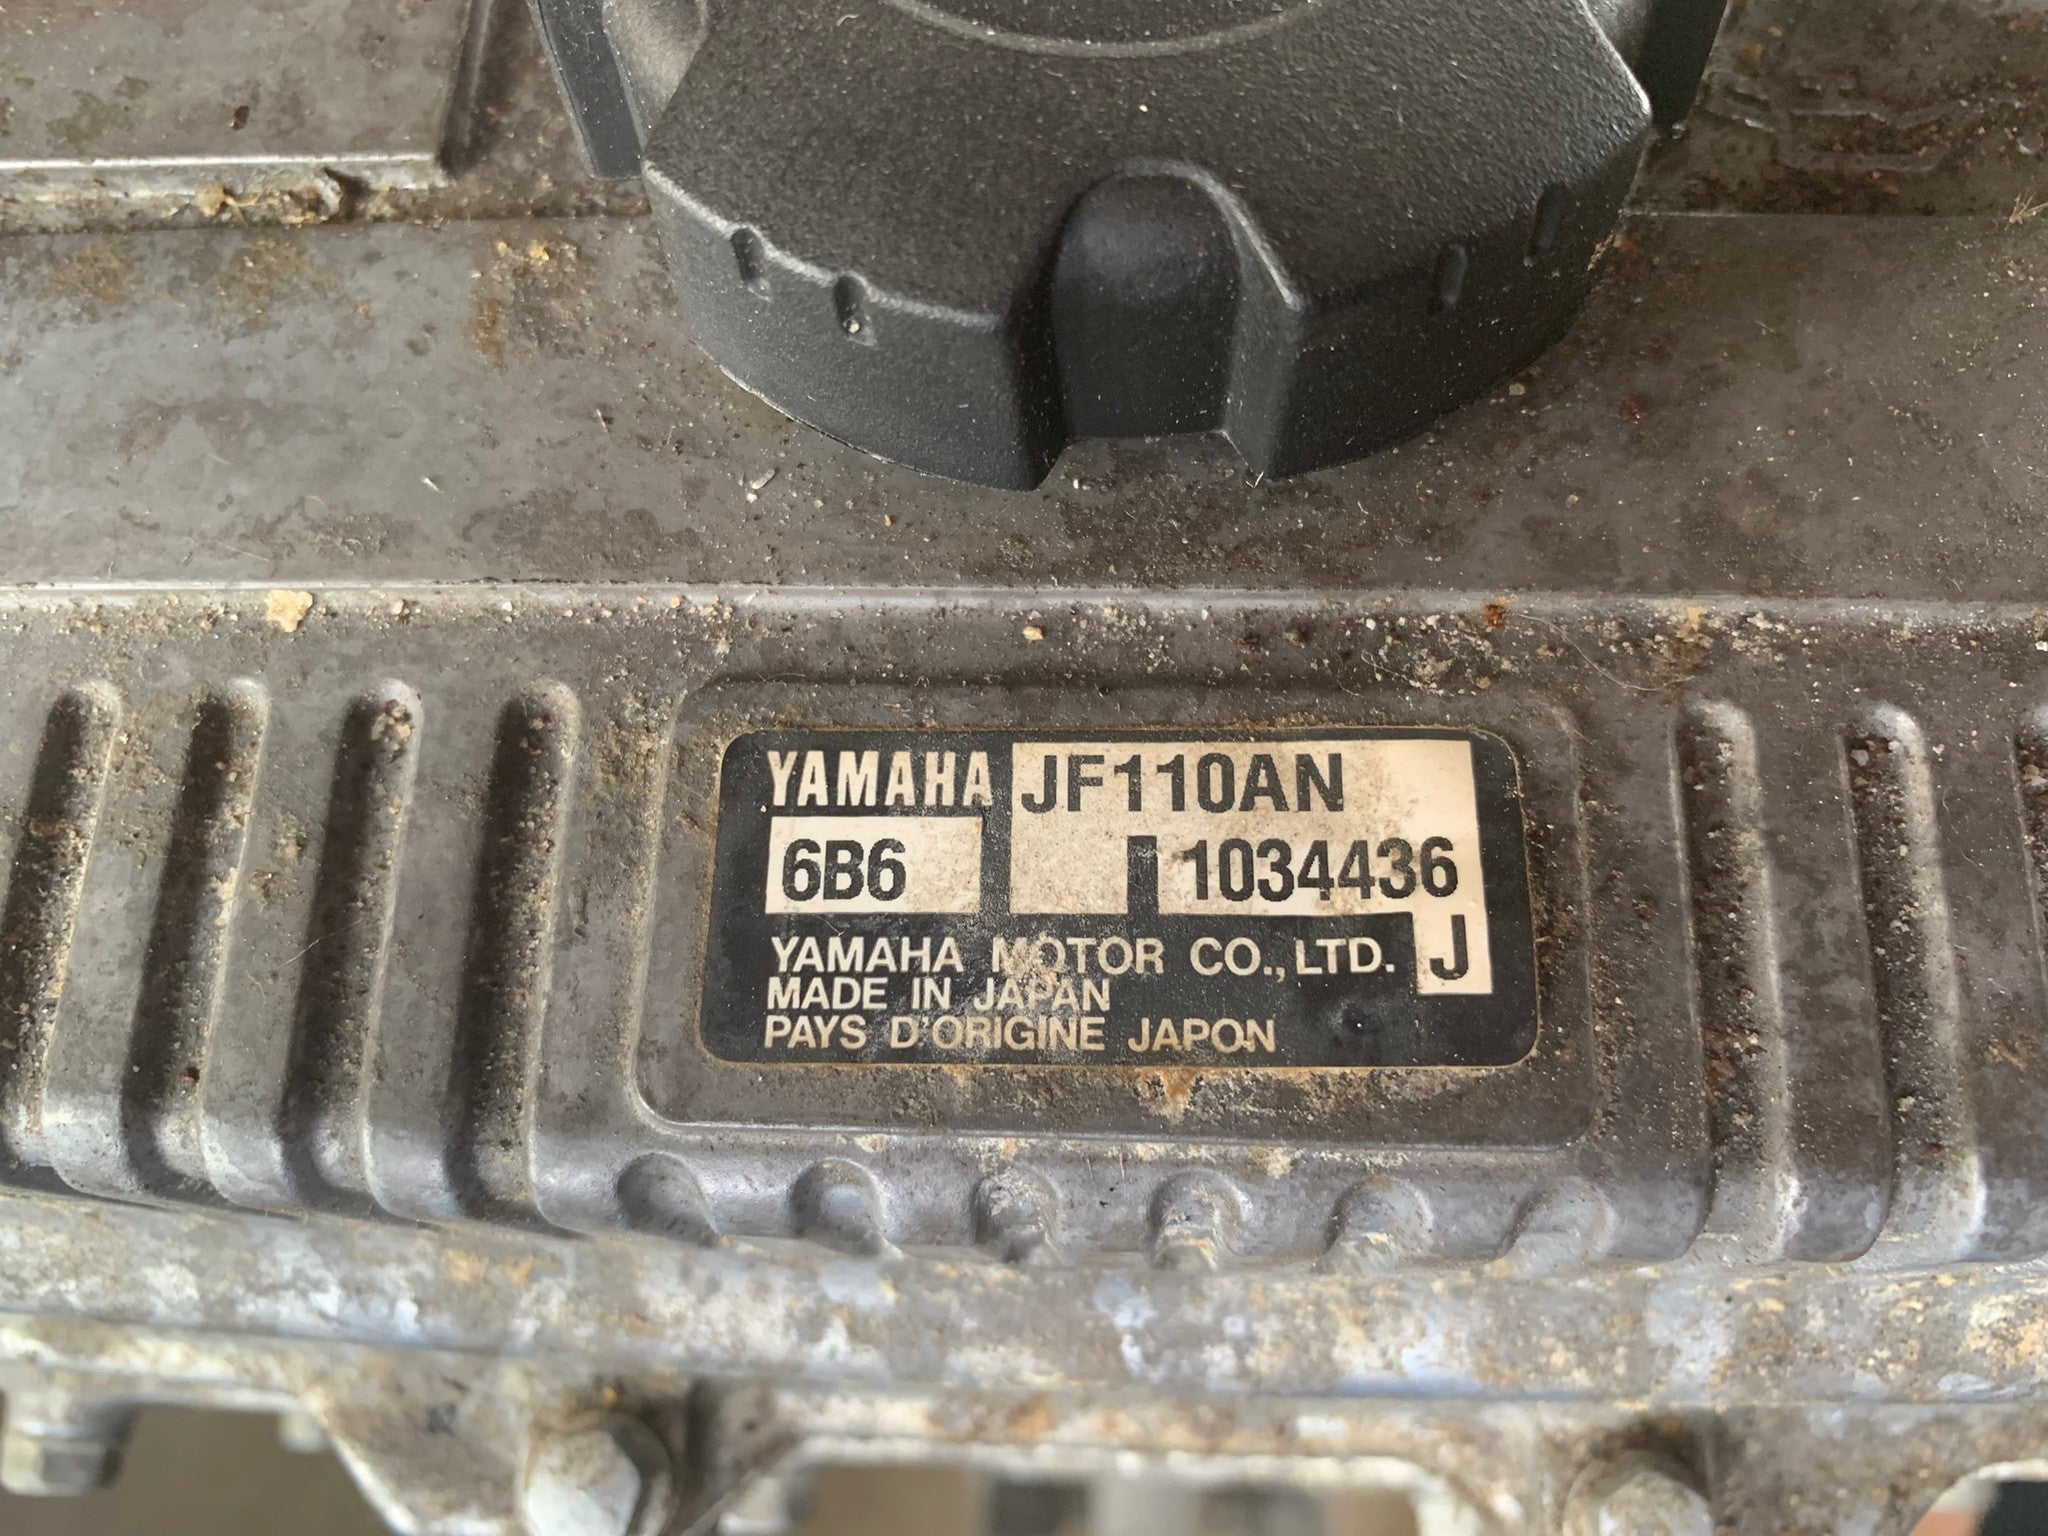 YAMAHA JF110AN
6B6 1034436
YAMAHA MOTOR CO., LTD. J
MADE IN JAPAN
PAYS D'ORIGINE JAPON